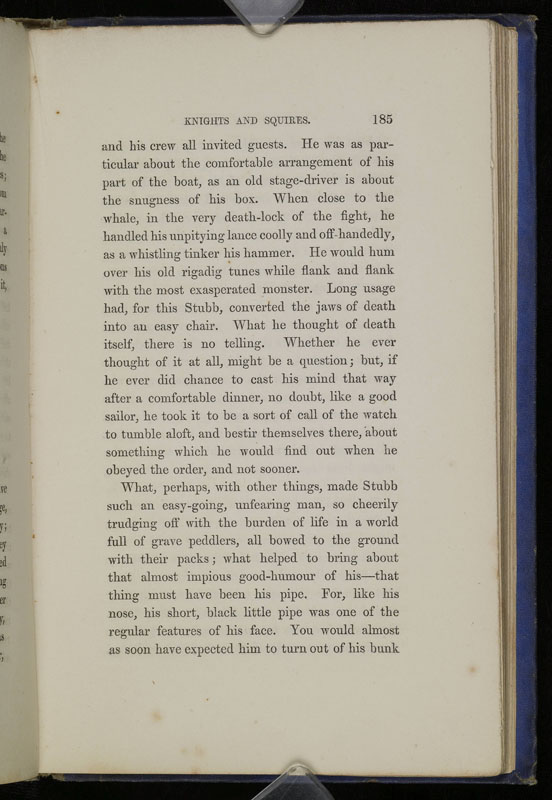 KNIGHTS AND SQUIRES. 185
and his crew all invited guests. He was as par-
ticular about the comfortable arrangement of his
part of the boat, as an old stage-driver is about
the snugness of his box. When close to the
whale, in the very death-lock of the fight, he
handled his unpitying lance coolly and off-handedly,
as a whistling tinker his hammer. He would hum
over his old rigadig tunes while flank and flank
with the most exasperated monster. Long usage
had, for this Stubb, converted the jaws of death
into an easy chair. What he thought of death
itself, there is no telling. Whether he ever
thought of it at all, might be a question; but, if
he ever did chance to cast his mind that way
after a comfortable dinner, no doubt, like a good
sailor, he took it to be a sort of call of the watch
to tumble aloft, and bestir themselves there, about
something which he would find out when he
obeyed the order, and not sooner.
What, perhaps, with other things, made Stubb
such an easy-going, unfearing man, so cheerily
trudging off with the burden of life in a world
full of grave peddlers, all bowed to the ground
with their packs; what helped to bring about
that almost impious good-humour of his—that
thing must have been his pipe. For, like his
nose, his short, black little pipe was one of the
regular features of his face. You would almost
as soon have expected him to turn out of his bunk